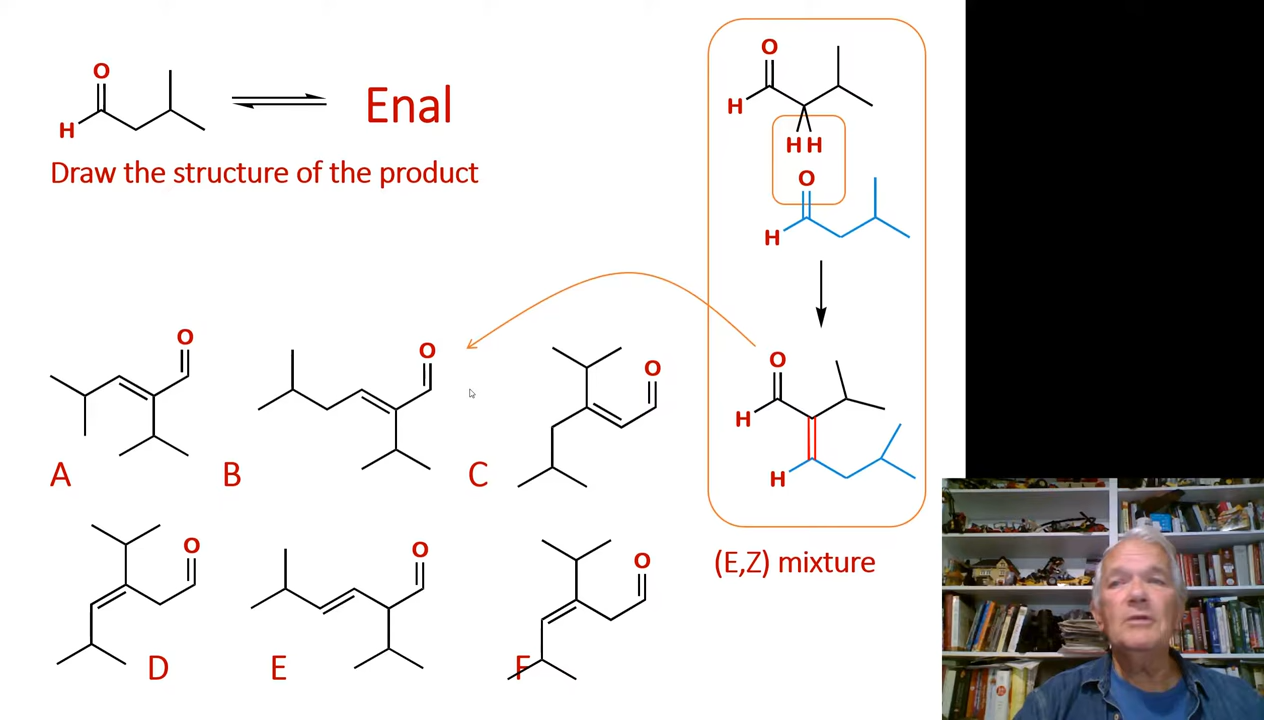 O
H
Enal
Draw the structure of the product
O
H
H H
O
H
O
H
H
(E,Z) mixture
O
A
O
B
O
C
O
D
O
E
O
F